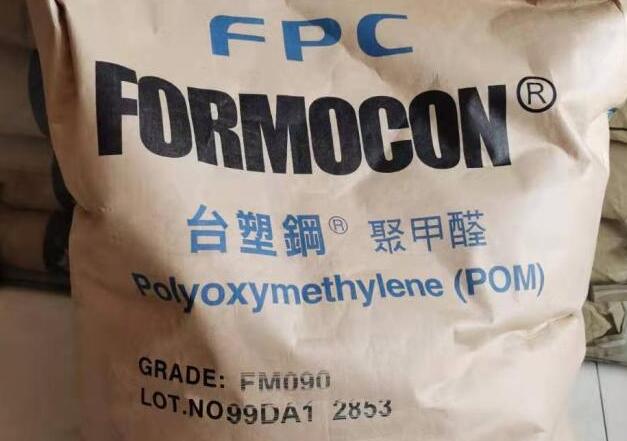 FPC
FORMOCON®
台塑鋼® 聚甲醛
Polyoxymethylene (POM)
GRADE: FM090
LOT.NO99DA1 2853